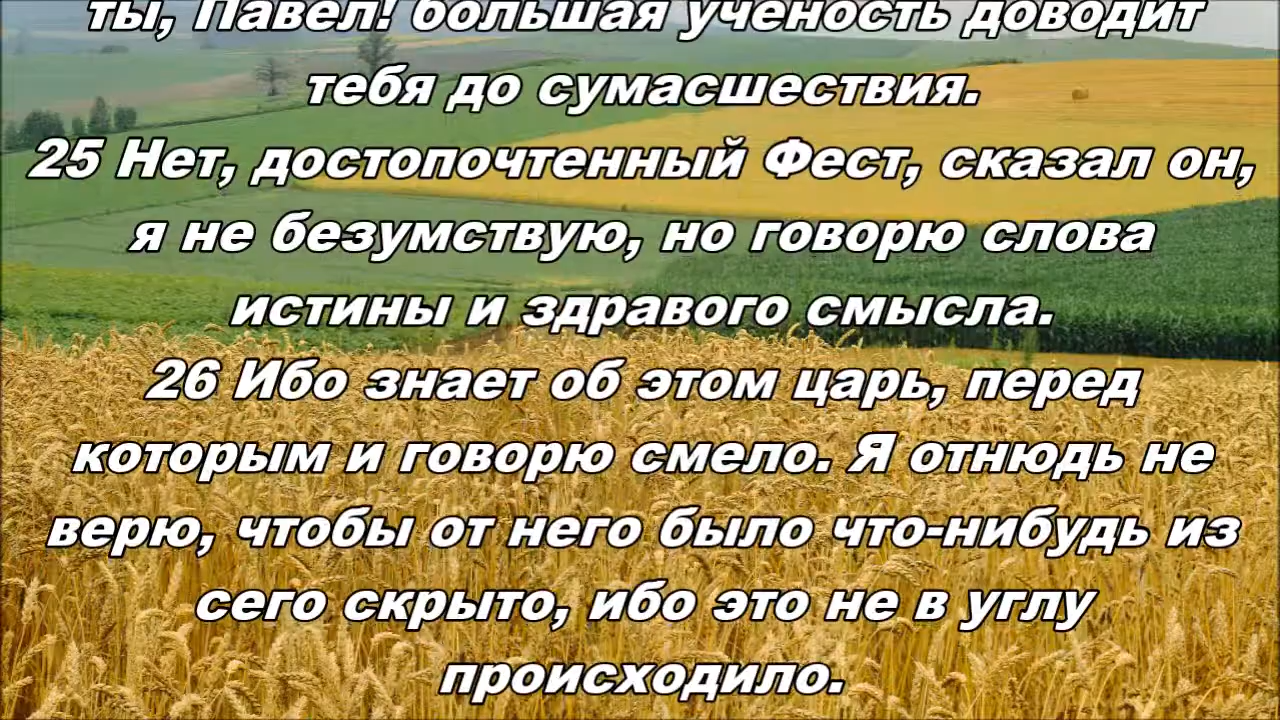 ты, Павел! большая ученость доводит
тебя до сумасшествия.
25 Нет, достопочтенный Фест, сказал он,
я не безумствую, но говорю слова
истины и здравого смысла.
26 Ибо знает об этом царь, перед
которым и говорю смело. Я отнюдь не
верю, чтобы от него было что-нибудь из
сего скрыто, ибо это не в углу
происходило.